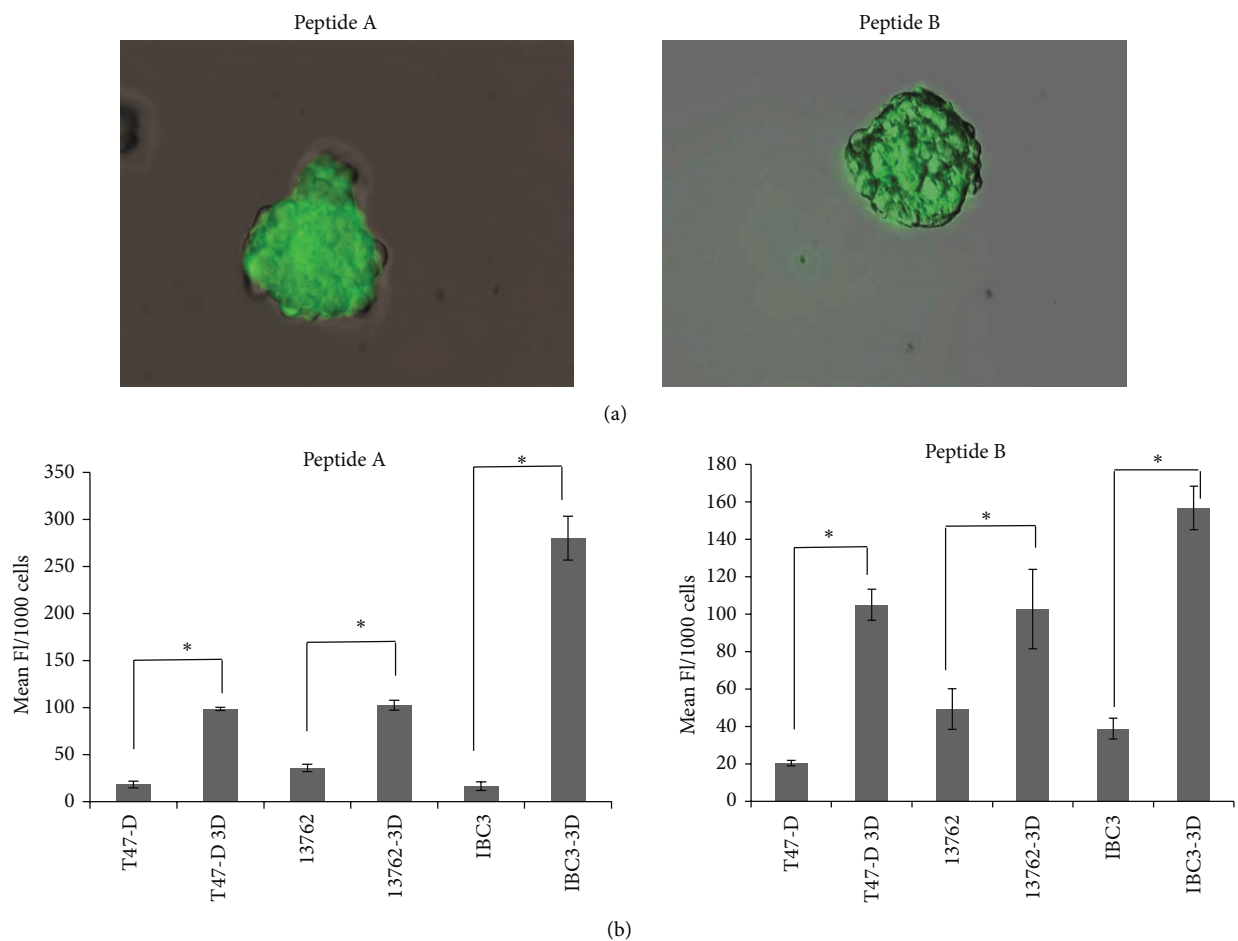 Peptide A
Peptide B
(a)
Peptide A
Mean Fl/1000 cells
350
300
250
200
150
100
50
0
*
*
*
T47-D
T47-D 3D
13762
13762-3D
IBC3
IBC3-3D
Peptide B
Mean Fl/1000 cells
180
160
140
120
100
80
60
40
20
0
*
*
*
T47-D
T47-D 3D
13762
13762-3D
IBC3
IBC3-3D
(b)